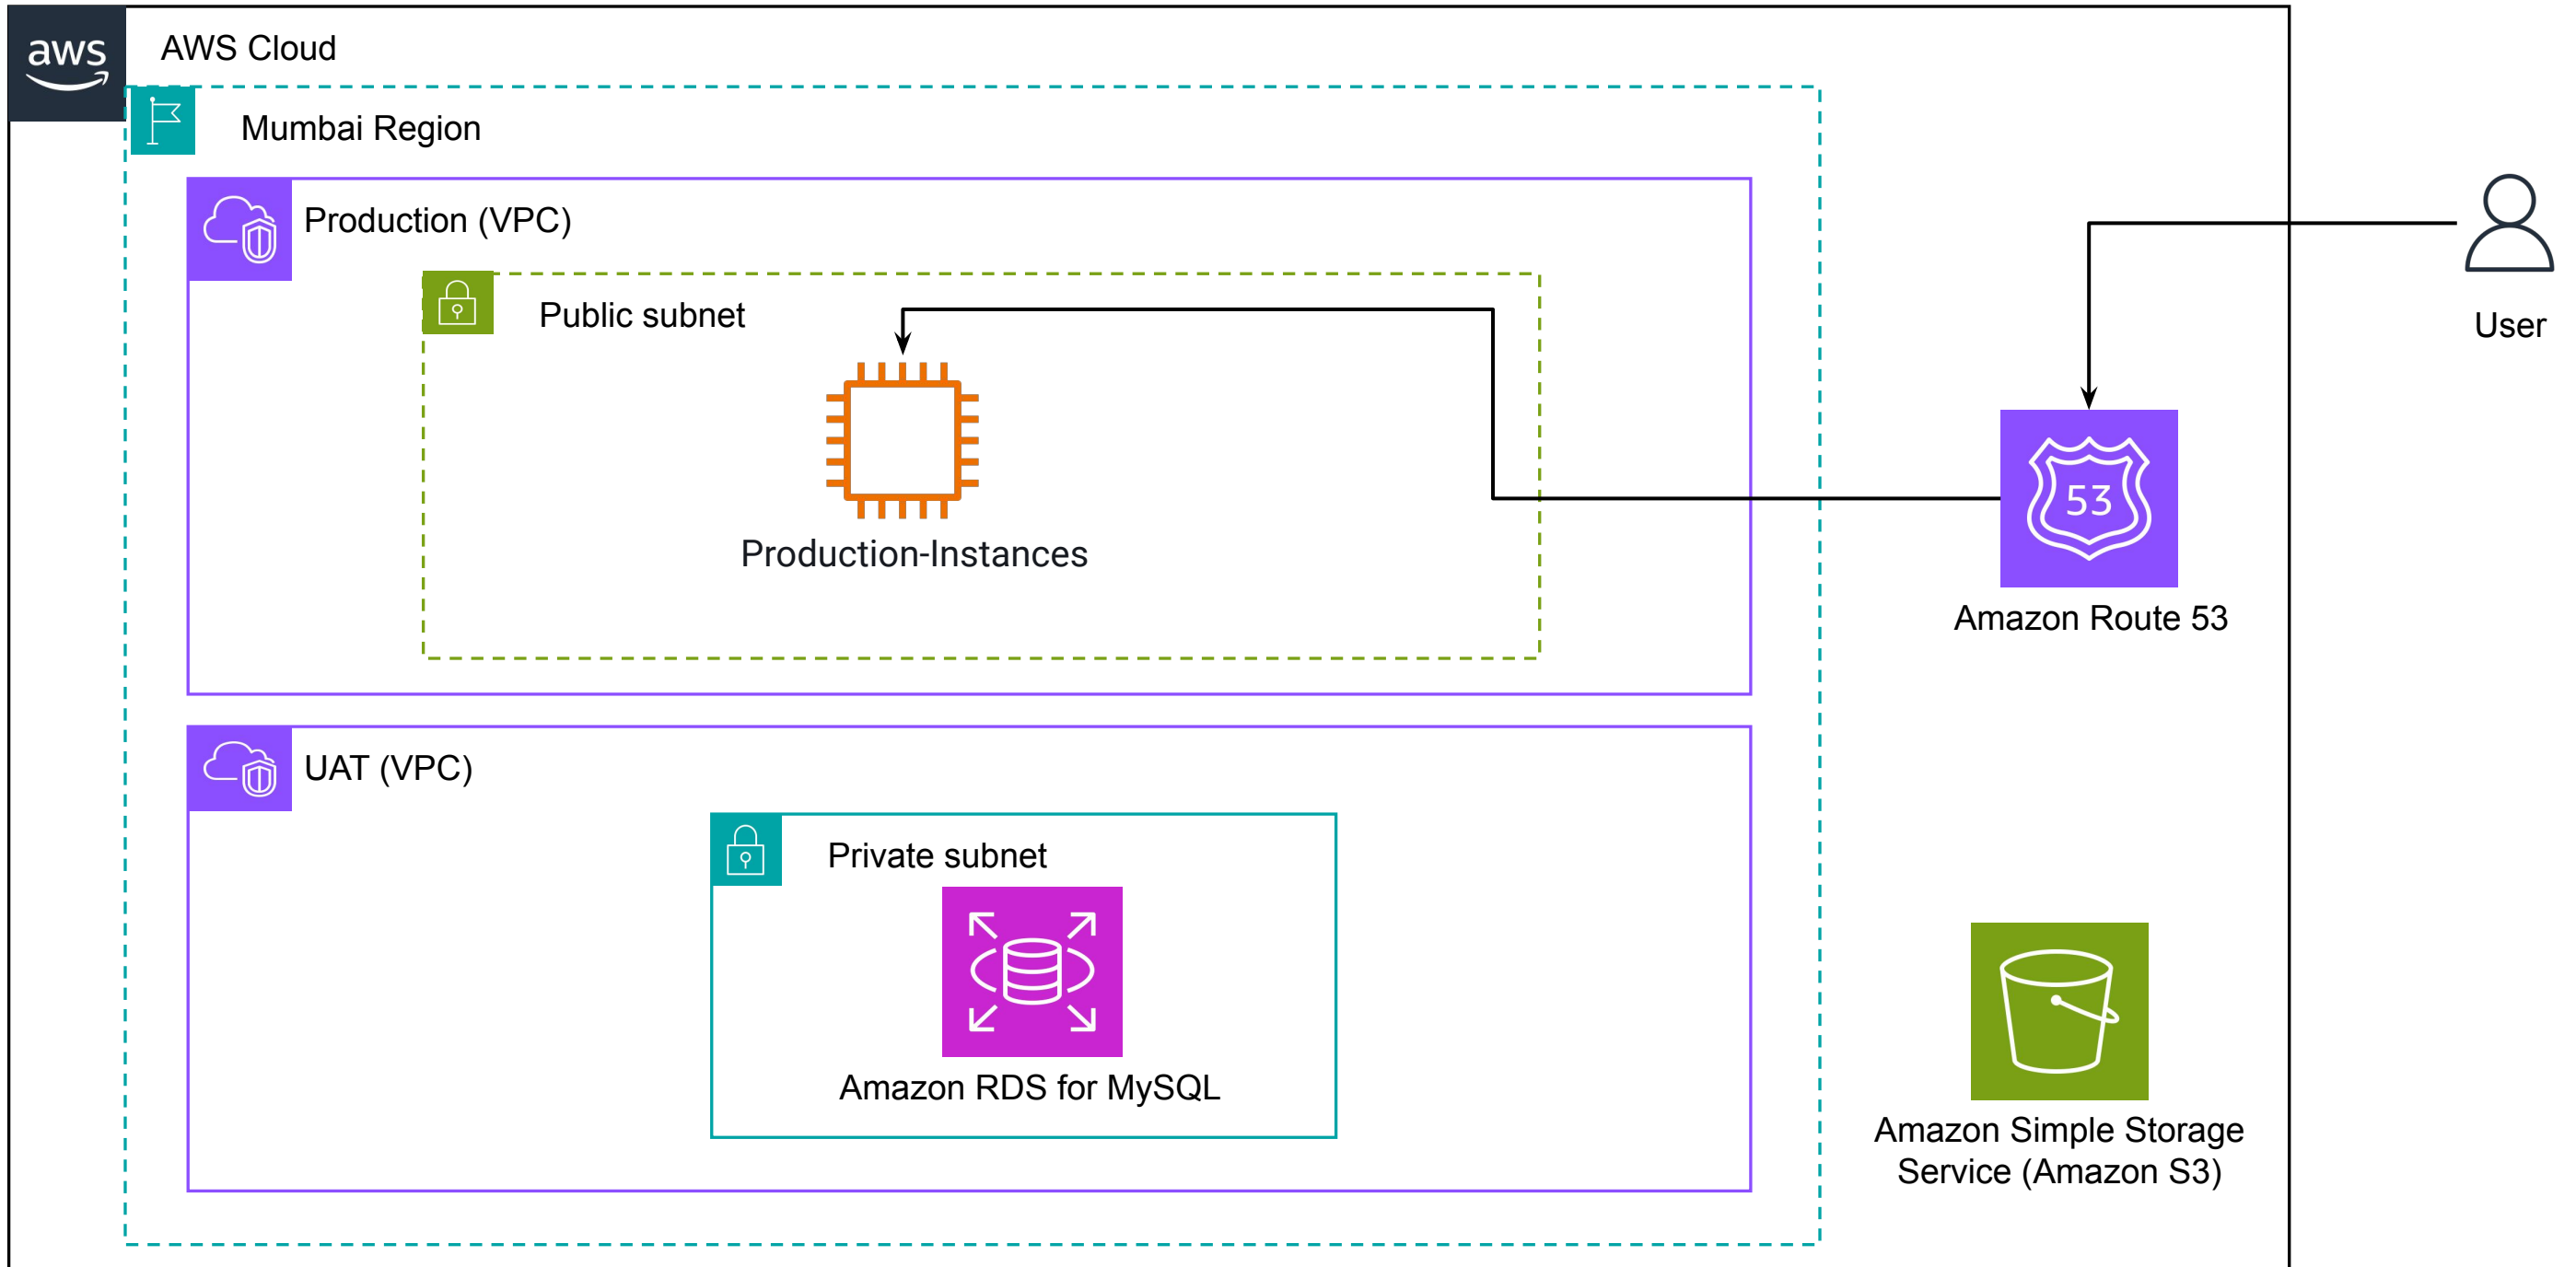 aws
AWS Cloud
Mumbai Region
Production (VPC)
Public subnet
User
53
Production-Instances
Amazon Route 53
UAT (VPC)
Private subnet
Amazon RDS for MySQL
Amazon Simple Storage
Service (Amazon S3)